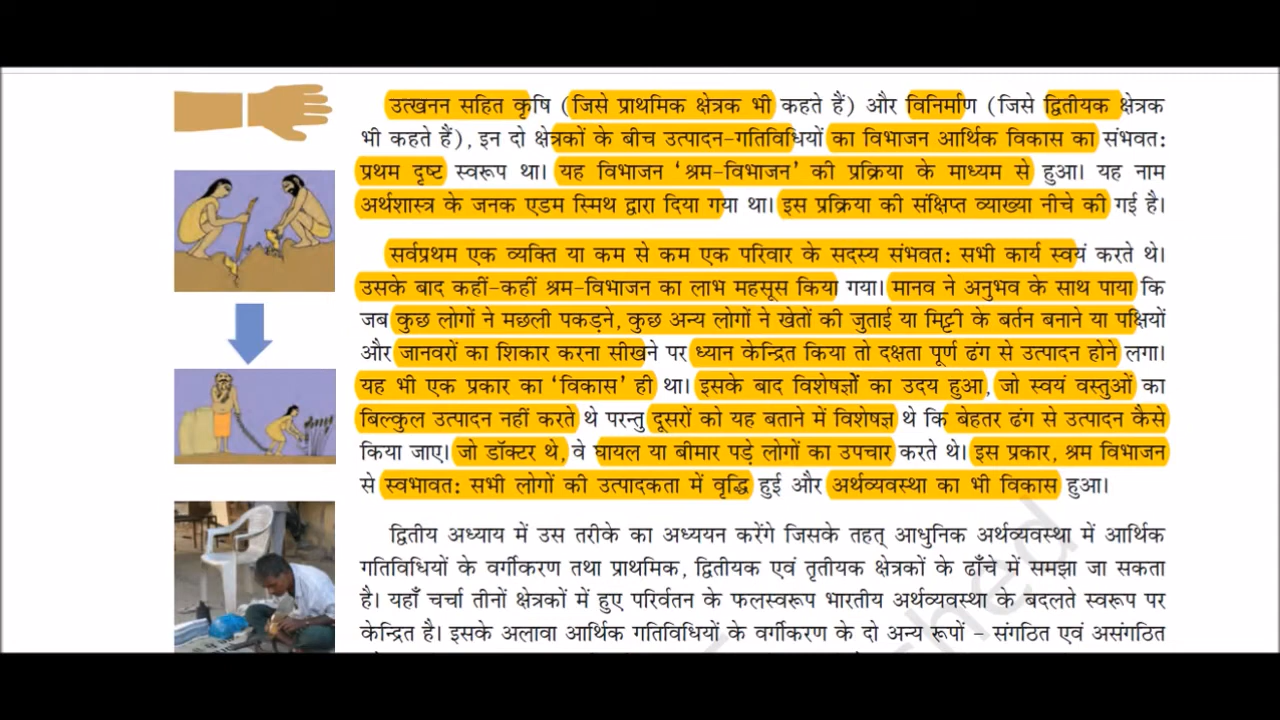 उत्खनन सहित कृषि (जिसे प्राथमिक क्षेत्रक भी कहते हैं) और विनिर्माण (जिसे द्वितीयक क्षेत्रक
भी कहते हैं), इन दो क्षेत्रकों के बीच उत्पादन-गतिविधियों का विभाजन आर्थिक विकास का संभवत:
प्रथम दृष्ट स्वरूप था। यह विभाजन ‘श्रम-विभाजन’ की प्रक्रिया के माध्यम से हुआ। यह नाम
अर्थशास्त्र के जनक एडम स्मिथ द्वारा दिया गया था। इस प्रक्रिया की संक्षिप्त व्याख्या नीचे की गई है।
सर्वप्रथम एक व्यक्ति या कम से कम एक परिवार के सदस्य संभवत: सभी कार्य स्वयं करते थे।
उसके बाद कहीं-कहीं श्रम-विभाजन का लाभ महसूस किया गया। मानव ने अनुभव के साथ पाया कि
जब कुछ लोगों ने मछली पकड़ने, कुछ अन्य लोगों ने खेतों की जुताई या मिट्टी के बर्तन बनाने या पक्षियों
और जानवरों का शिकार करना सीखने पर ध्यान केन्द्रित किया तो दक्षता पूर्ण ढंग से उत्पादन होने लगा।
यह भी एक प्रकार का ‘विकास’ ही था। इसके बाद विशेषज्ञों का उदय हुआ, जो स्वयं वस्तुओं का
बिल्कुल उत्पादन नहीं करते थे परन्तु दूसरों को यह बताने में विशेषज्ञ थे कि बेहतर ढंग से उत्पादन कैसे
किया जाए। जो डॉक्टर थे, वे घायल या बीमार पड़े लोगों का उपचार करते थे। इस प्रकार, श्रम विभाजन
से स्वभावत: सभी लोगों की उत्पादकता में वृद्धि हुई और अर्थव्यवस्था का भी विकास हुआ।
द्वितीय अध्याय में उस तरीके का अध्ययन करेंगे जिसके तहत् आधुनिक अर्थव्यवस्था में आर्थिक
गतिविधियों के वर्गीकरण तथा प्राथमिक, द्वितीयक एवं तृतीयक क्षेत्रकों के ढाँचे में समझा जा सकता
है। यहाँ चर्चा तीनों क्षेत्रकों में हुए परिवर्तन के फलस्वरूप भारतीय अर्थव्यवस्था के बदलते स्वरूप पर
केन्द्रित है। इसके अलावा आर्थिक गतिविधियों के वर्गीकरण के दो अन्य रूपों – संगठित एवं असंगठित